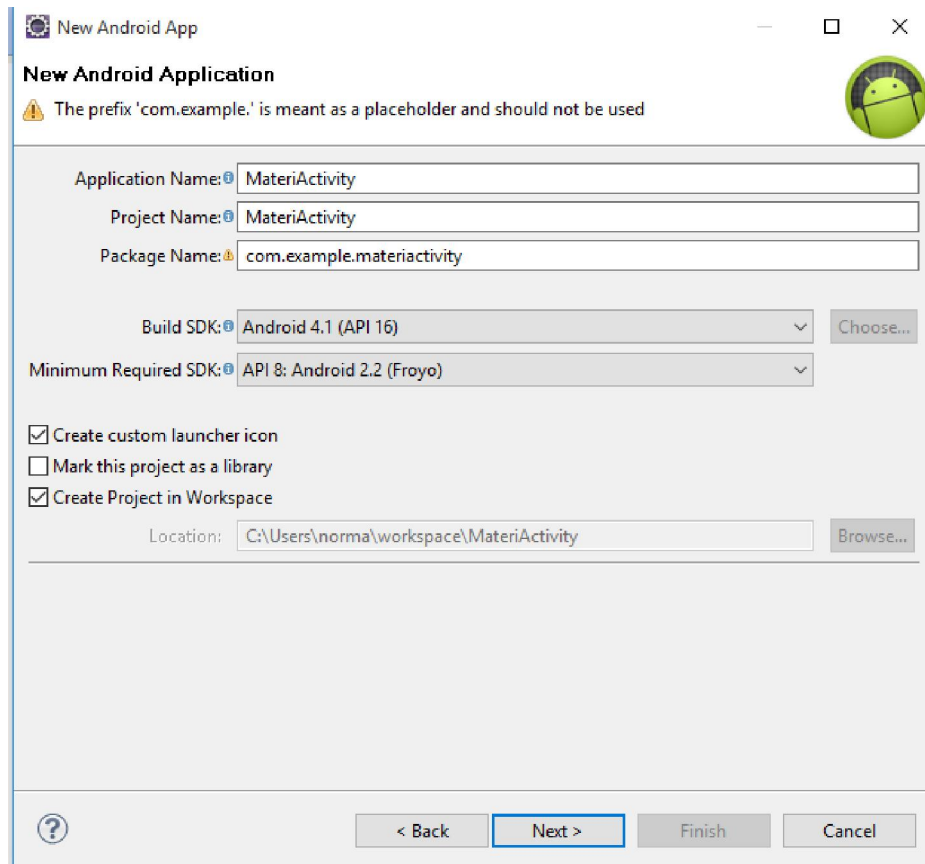 New Android App
New Android Application
The prefix 'com.example.' is meant as a placeholder and should not be used
Application Name: MateriActivity
Project Name: MateriActivity
Package Name: com.example.materiactivity
Build SDK: Android 4.1 (API 16) Choose...
Minimum Required SDK: API 8: Android 2.2 (Froyo)
Create custom launcher icon
Mark this project as a library
Create Project in Workspace
Location: C:\Users\norma\workspace\MateriActivity Browse...
? < Back Next > Finish Cancel